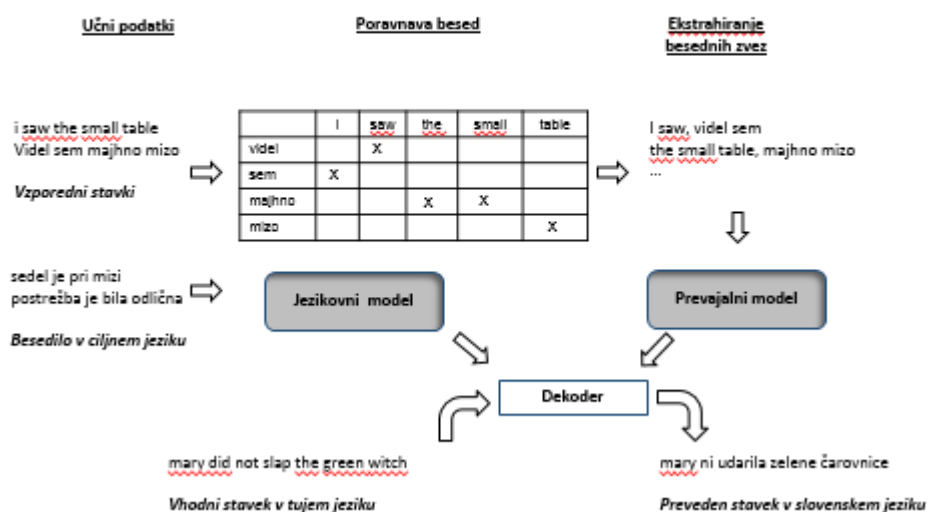 Učni podatki
Poravnava besed
Ekstrahiranje
besednih zvez
i saw the small table
Videl sem majhno mizo
Vzporedni stavki
I saw the small table
videl x
sem x
majhno x x
mizo x
I saw, videl sem
the small table, majhno mizo
...
sedel je pri mizi
postrežba je bila odlična
Besedilo v ciljnem jeziku
Jezikovni model
Prevajalni model
Dekoder
mary did not slap the green witch
Vhodni stavek v tujem jeziku
mary ni udarila zelene čarovnice
Preveden stavek v slovenskem jeziku